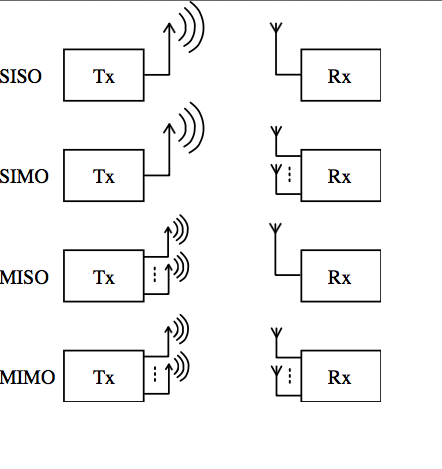 SISO Tx Rx
SIMO Tx Rx
MISO Tx Rx
MIMO Tx Rx